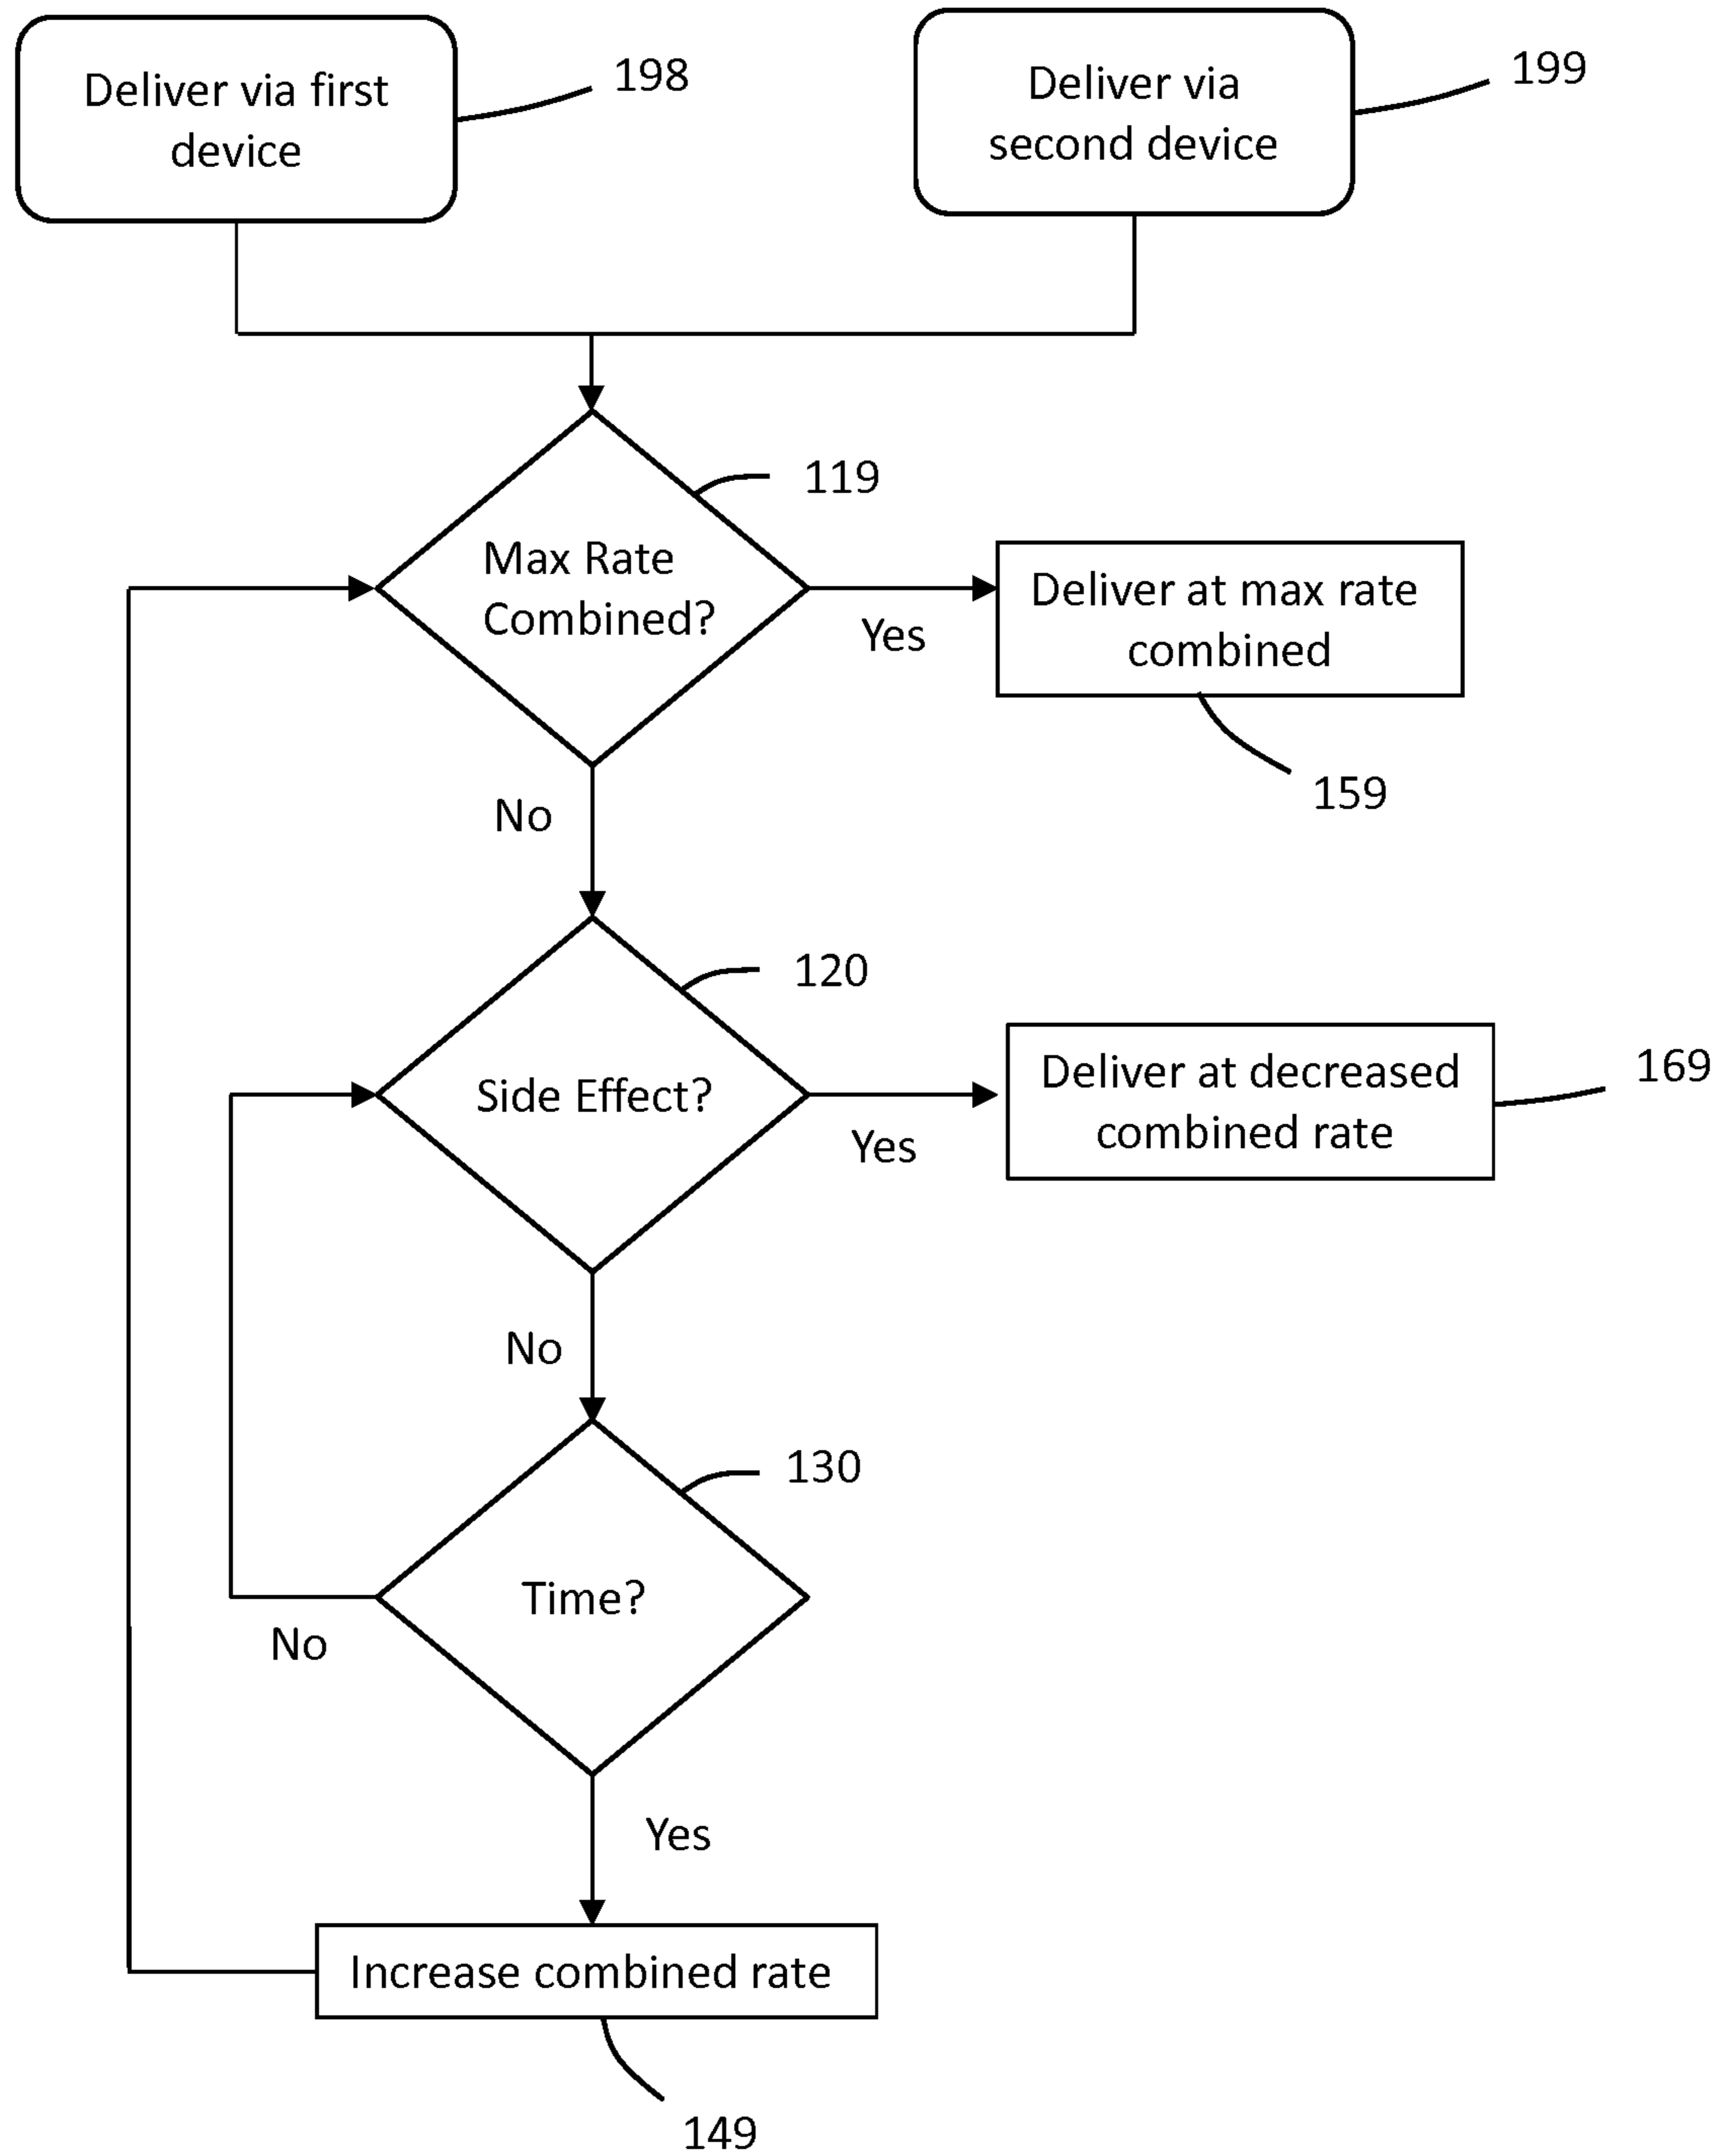 Deliver via first
device
198
Deliver via
second device
199
119
Max Rate
Combined?
Yes
Deliver at max rate
combined
159
No
120
Side Effect?
Yes
Deliver at decreased
combined rate
169
No
130
Time?
No
Yes
Increase combined rate
149